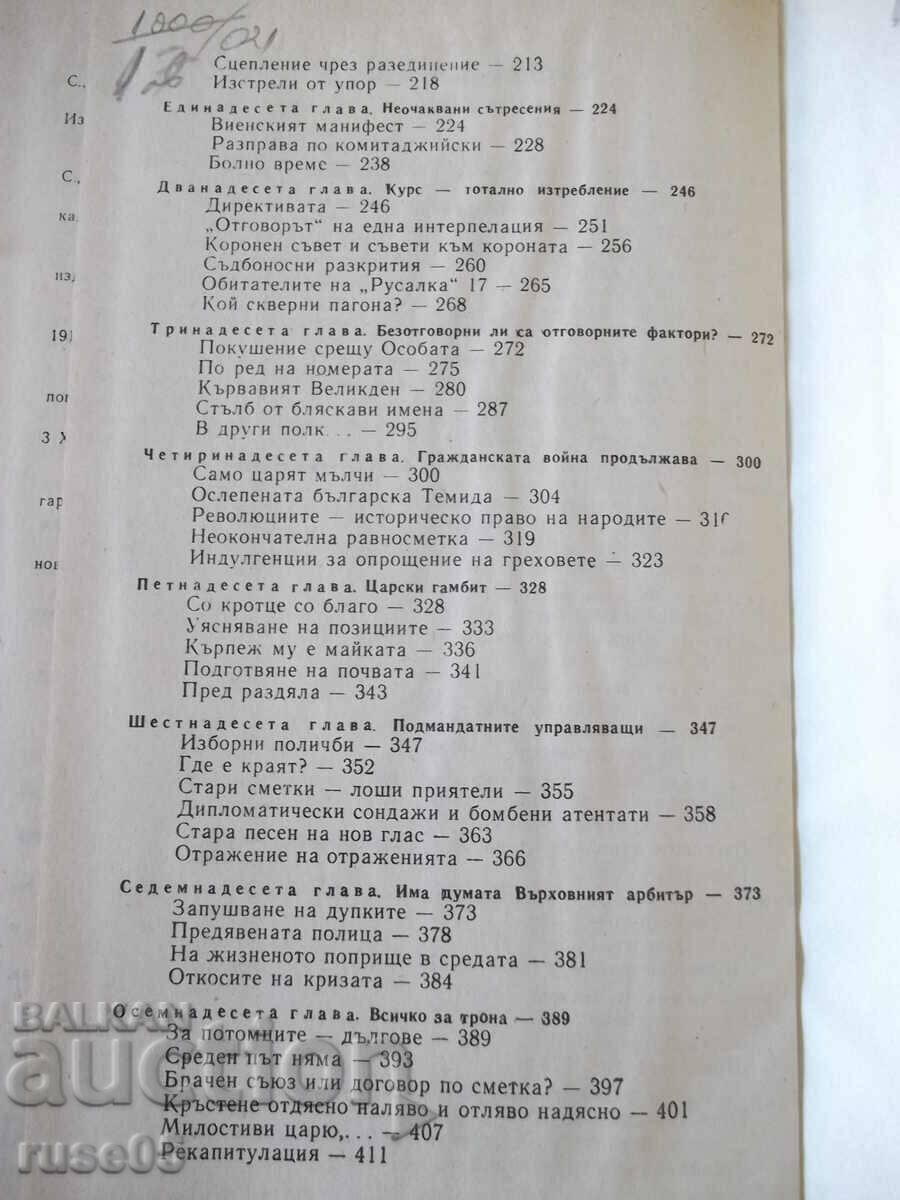 1000/04
Сцепление чрез разединение — 213
С.,
Изстрели от упор — 218
Единадесета глава. Неочаквани сътресения — 224
Из
Виенският манифест — 224
Разправа по комитаджийски — 228
Болно време — 238
С.,
Дванадесета глава. Курс — тотално изтребление — 246
Директивата — 246
ка
„Отговорът“ на една интерпелация — 251
Коронен съвет и съвети към короната — 256
Съдбоносни разкрития — 260
Обитателите на „Русалка“ 17 — 265
Кой скверни пагона? — 268
Тринадесета глава. Безотговорни ли са отговорните фактори? — 272
Покушение срещу Особата — 272
По ред на номерата — 275
Кървавият Великден — 280
Стълб от бляскави имена — 287
В други полк... — 295
Четиринадесета глава. Гражданската война продължава — 300
Само царят мълчи — 300
гар
Ослепената българска Темида — 304
Революциите — историческо право на народите —
Неокончателна равносметка — 319
Индулгенции за опрощение на греховете — 323
Петнадесета глава. Царски гамбит — 328
Со кротце со благо — 328
Уясняване на позициите — 333
Кърпеж му е майката — 336
Подготвяне на почвата — 341
Пред раздяла — 343
Шестнадесета глава. Подмандатните управляващи — 347
Изборни поличби — 347
Где е краят? — 352
Стари сметки — лоши приятели — 355
Дипломатически сондажи и бомбени атентати — 358
Стара песен на нов глас — 363
Отражение на отраженията — 366
Седемнадесета глава. Има думата Върховният арбитър — 373
Запушване на дупките — 373
Предявената полица — 378
На жизненото поприще в средата — 381
Откосите на кризата — 384
Осемнадесета глава. Всичко за трона — 389
За потомците — дългове — 389
Среден път няма — 393
Брачен съюз или договор по сметка? — 397
Кръстене отдясно наляво и отляво надясно — 401
Милостиви царю,... — 407
Рекапитулация — 411
BALKAN
auction
ruse03